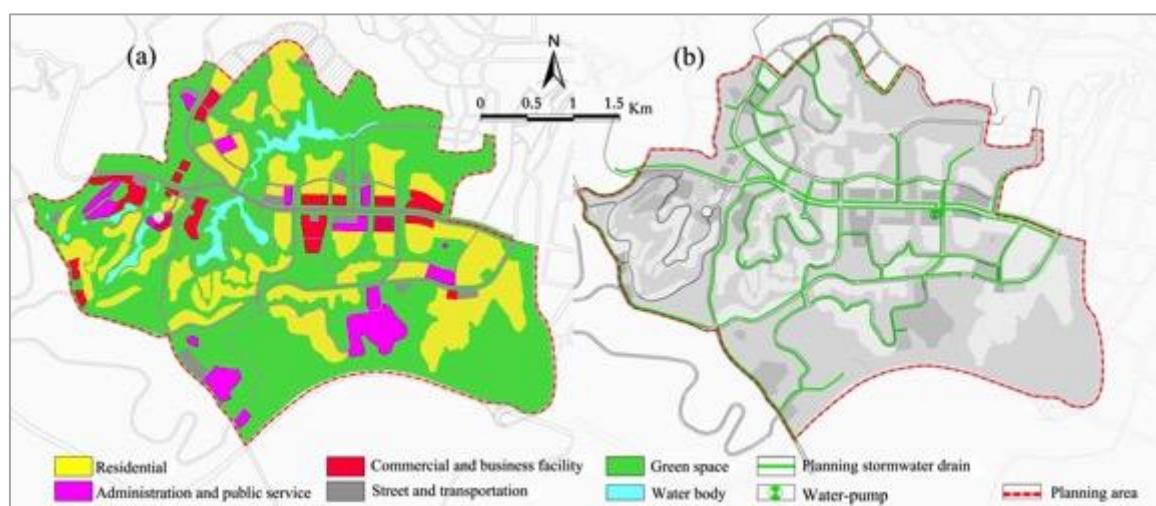 (a)
N
(b)
0 0.5 1 1.5 Km
Residential
Commercial and business facility
Green space
Planning stormwater drain
Administration and public service
Street and transportation
Water body
Water-pump
Planning area